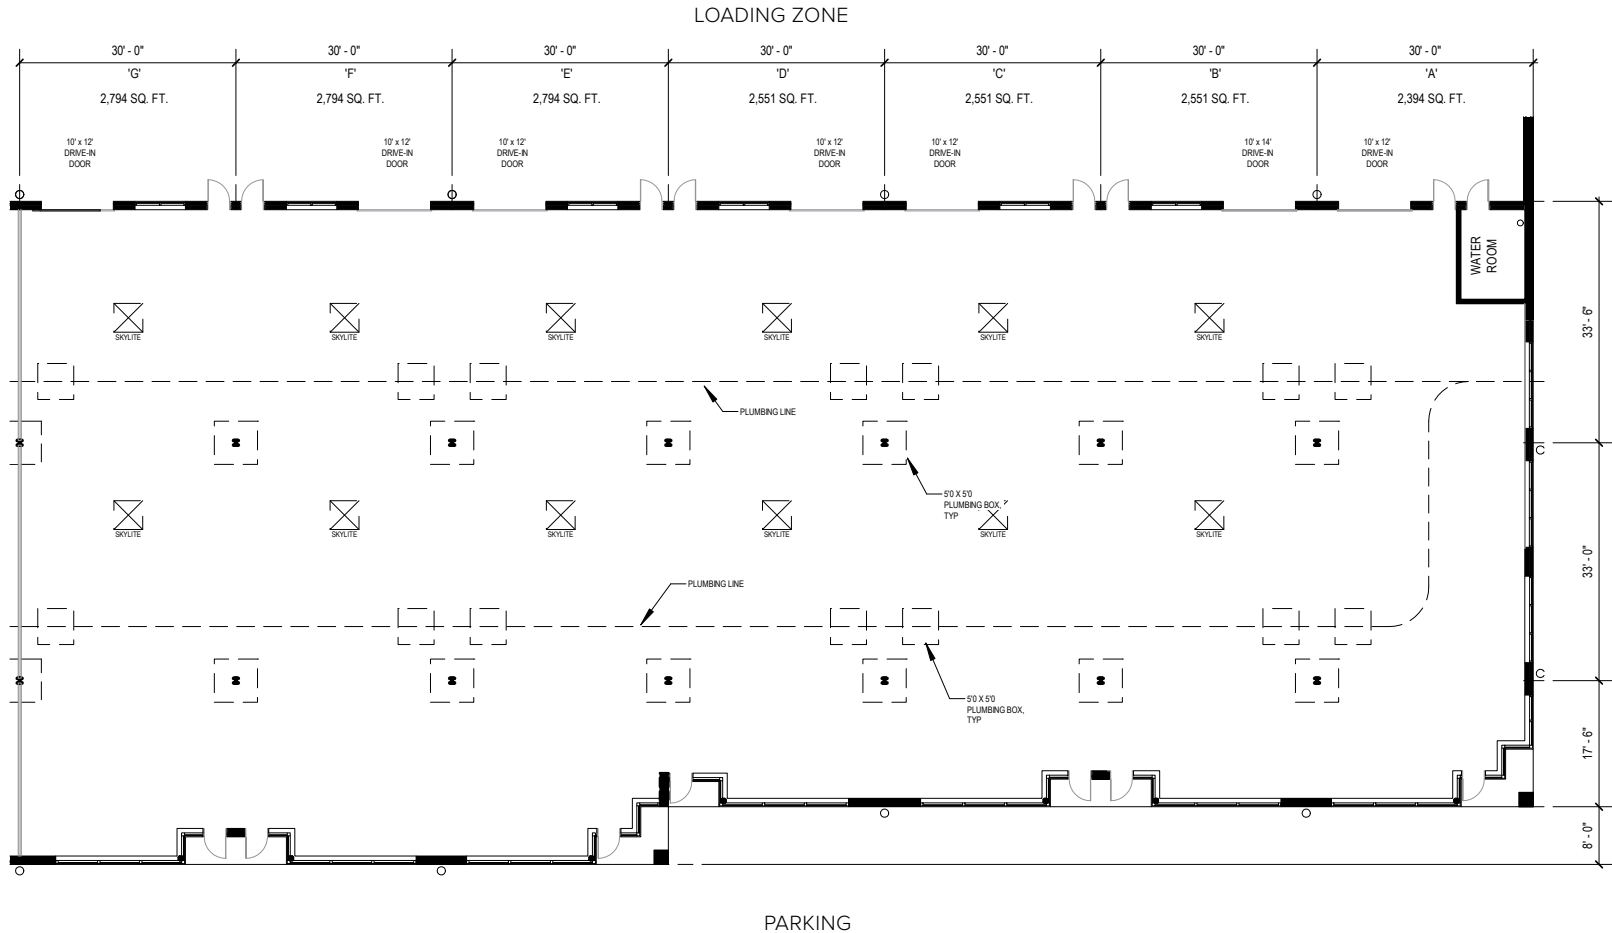 LOADING ZONE
30' - 0"
30' - 0"
30' - 0"
30' - 0"
30' - 0"
30' - 0"
30' - 0"
'G'
'F'
'E'
'D'
'C'
'B'
'A'
2,794 SQ. FT.
2,794 SQ. FT.
2,794 SQ. FT.
2,551 SQ. FT.
2,551 SQ. FT.
2,551 SQ. FT.
2,394 SQ. FT.
10' x 12'
DRIVE-IN
DOOR
10' x 12'
DRIVE-IN
DOOR
10' x 12'
DRIVE-IN
DOOR
10' x 12'
DRIVE-IN
DOOR
10' x 12'
DRIVE-IN
DOOR
10' x 14'
DRIVE-IN
DOOR
10' x 12'
DRIVE-IN
DOOR
WATER
ROOM
SKYLITE
SKYLITE
SKYLITE
SKYLITE
SKYLITE
SKYLITE
33' - 6"
PLUMBING LINE
5'0 X 5'0
PLUMBING BOX,
TYP
SKYLITE
SKYLITE
SKYLITE
SKYLITE
SKYLITE
SKYLITE
33' - 0"
PLUMBING LINE
5'0 X 5'0
PLUMBING BOX,
TYP
17' - 6"
8' - 0"
PARKING